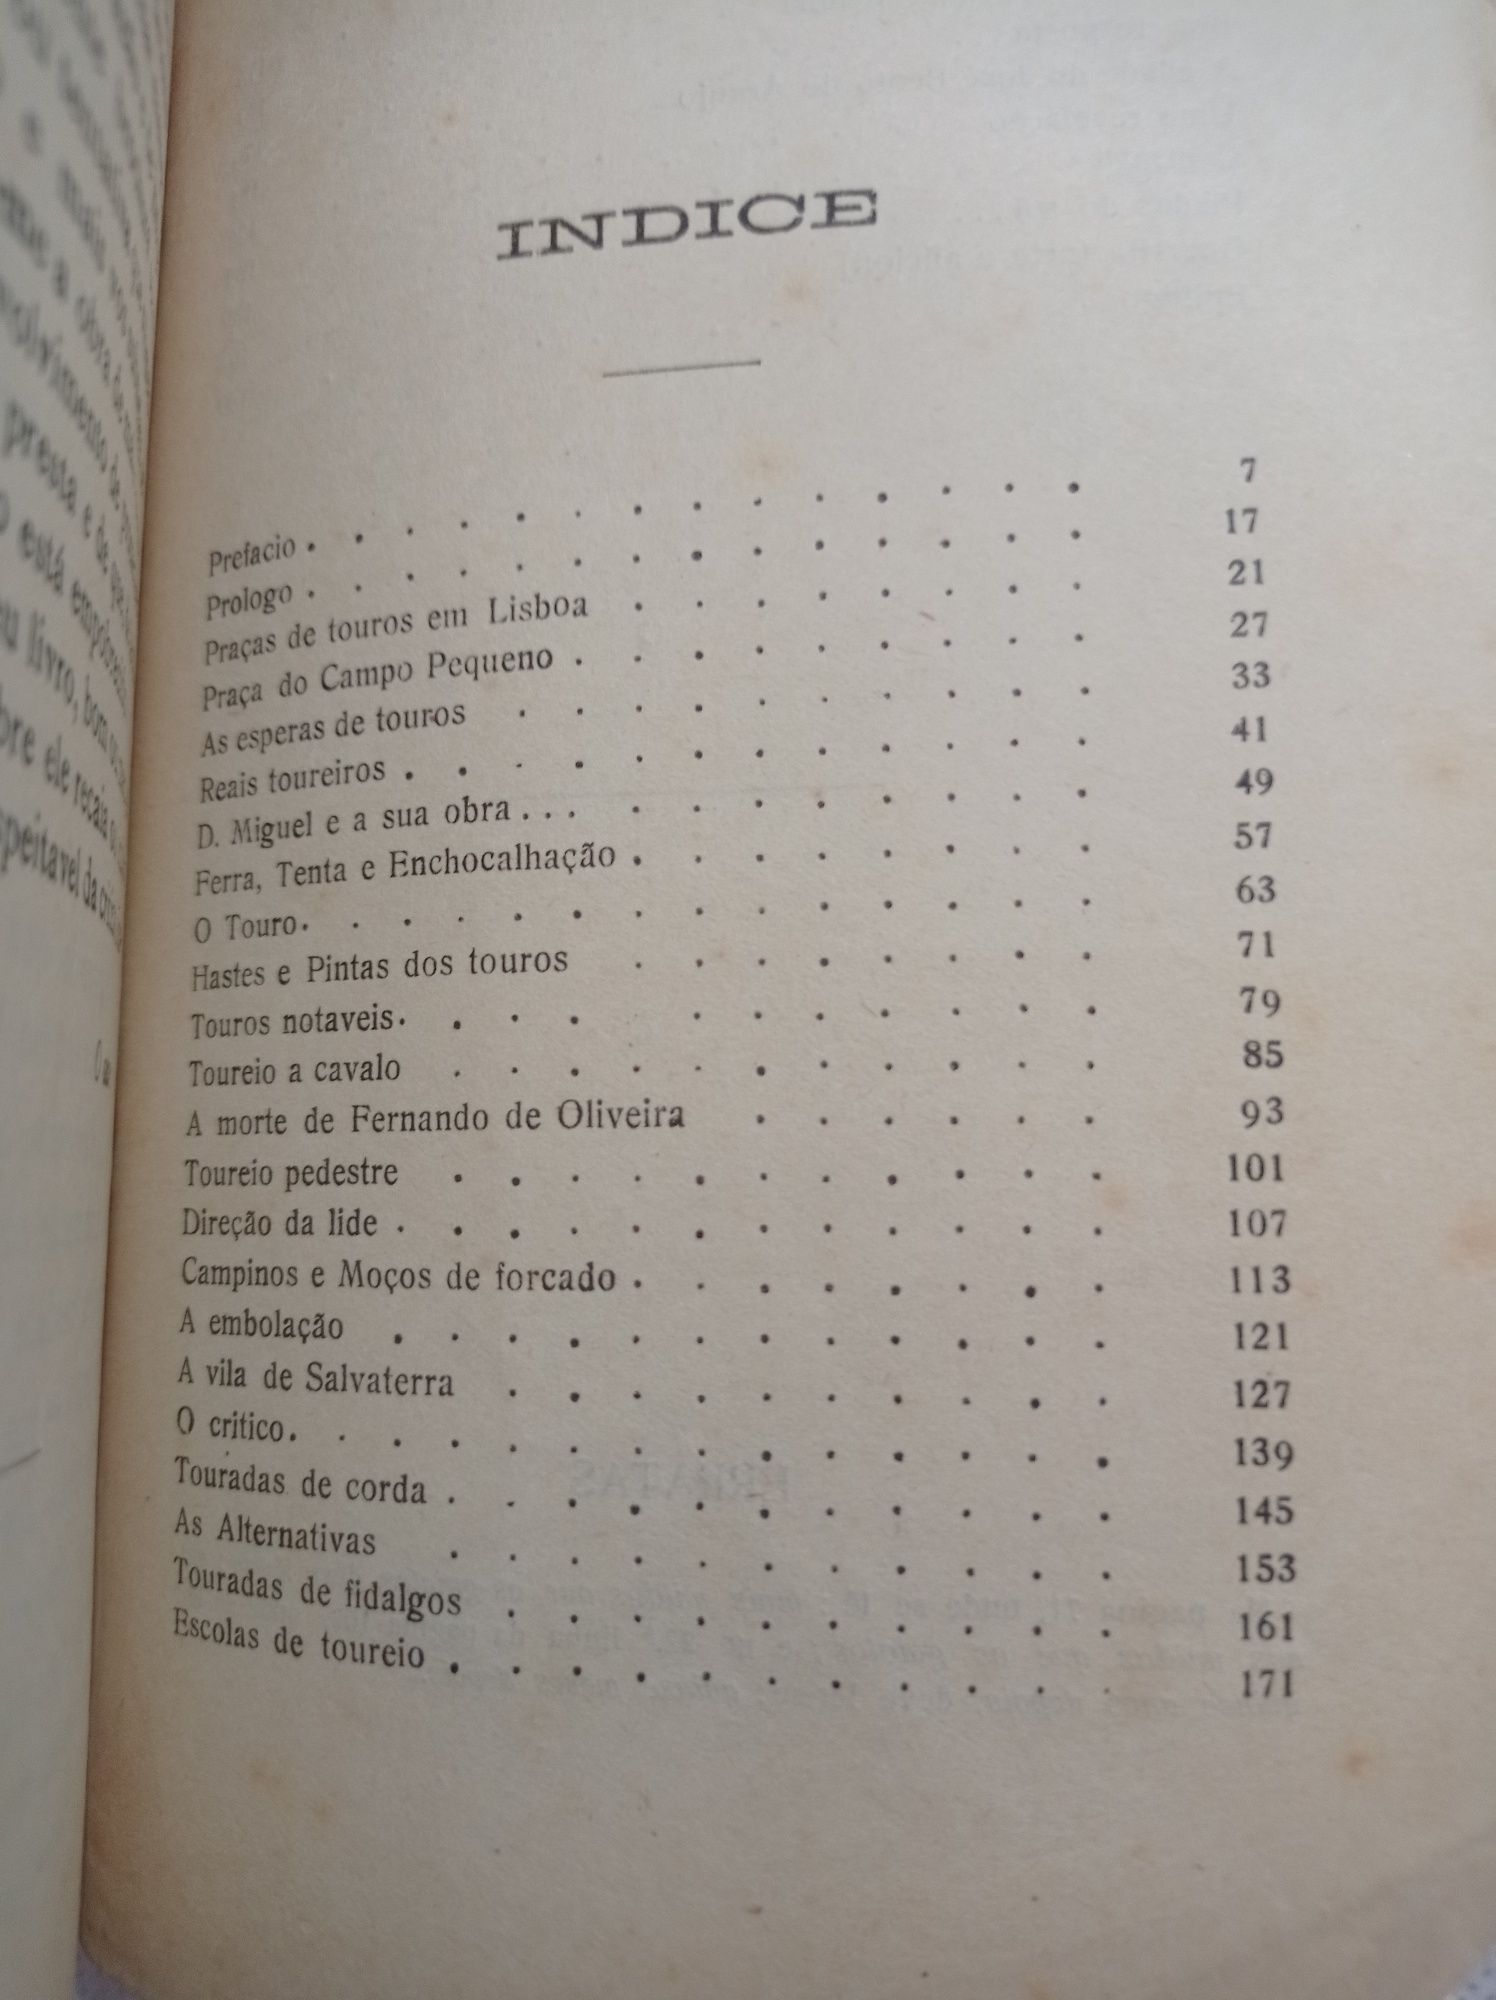 INDICE
Prefacio . . . . . . . . . . . . . 7
Prologo . . . . . . . . . . . . . 17
Praças de touros em Lisboa . . . . . . . . 21
Praça do Campo Pequeno . . . . . . . . . 27
As esperas de touros . . . . . . . . . . 33
Reais toureiros . . . . . . . . . . . . 41
D. Miguel e a sua obra . . . . . . . . . . . 49
Ferra, Tenta e Enchocalhação . . . . . . . . 57
O Touro . . . . . . . . . . . . . . 63
Hastes e Pintas dos touros . . . . . . . . 71
Touros notaveis . . . . . . . . . . . 79
Toureio a cavalo . . . . . . . . . . . 85
A morte de Fernando de Oliveira . . . . . . 93
Toureio pedestre . . . . . . . . . . . 101
Direção da lide . . . . . . . . . . . . 107
Campinos e Moços de forcado . . . . . . . . 113
A embolação . . . . . . . . . . . . 121
A vila de Salvaterra . . . . . . . . . . 127
O critico . . . . . . . . . . . . . . 139
Touradas de corda . . . . . . . . . . . 145
As Alternativas . . . . . . . . . . . 153
Touradas de fidalgos . . . . . . . . . . 161
Escolas de toureio . . . . . . . . . . . 171